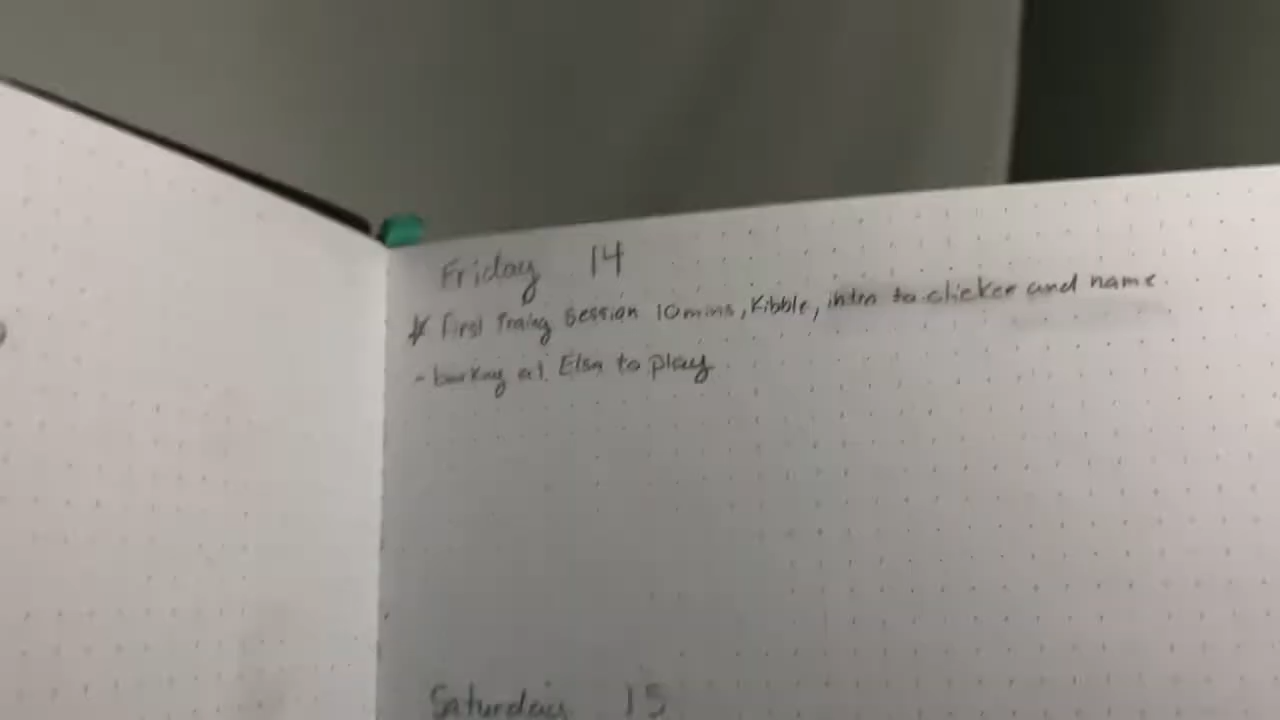 Friday 14
* First Traing session 10mins, Kibble, intro to clicker and name.
- barking at Elsa to play
Saturday 15